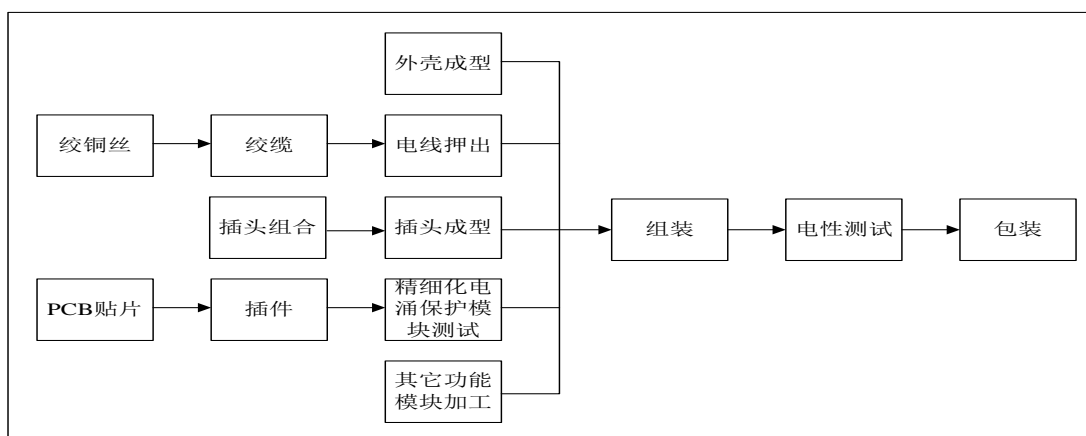 外壳成型
绞铜丝
绞缆
电线押出
插头组合
插头成型
组装
电性测试
包装
PCB贴片
插件
精细化电
涌保护模
块测试
其它功能
模块加工